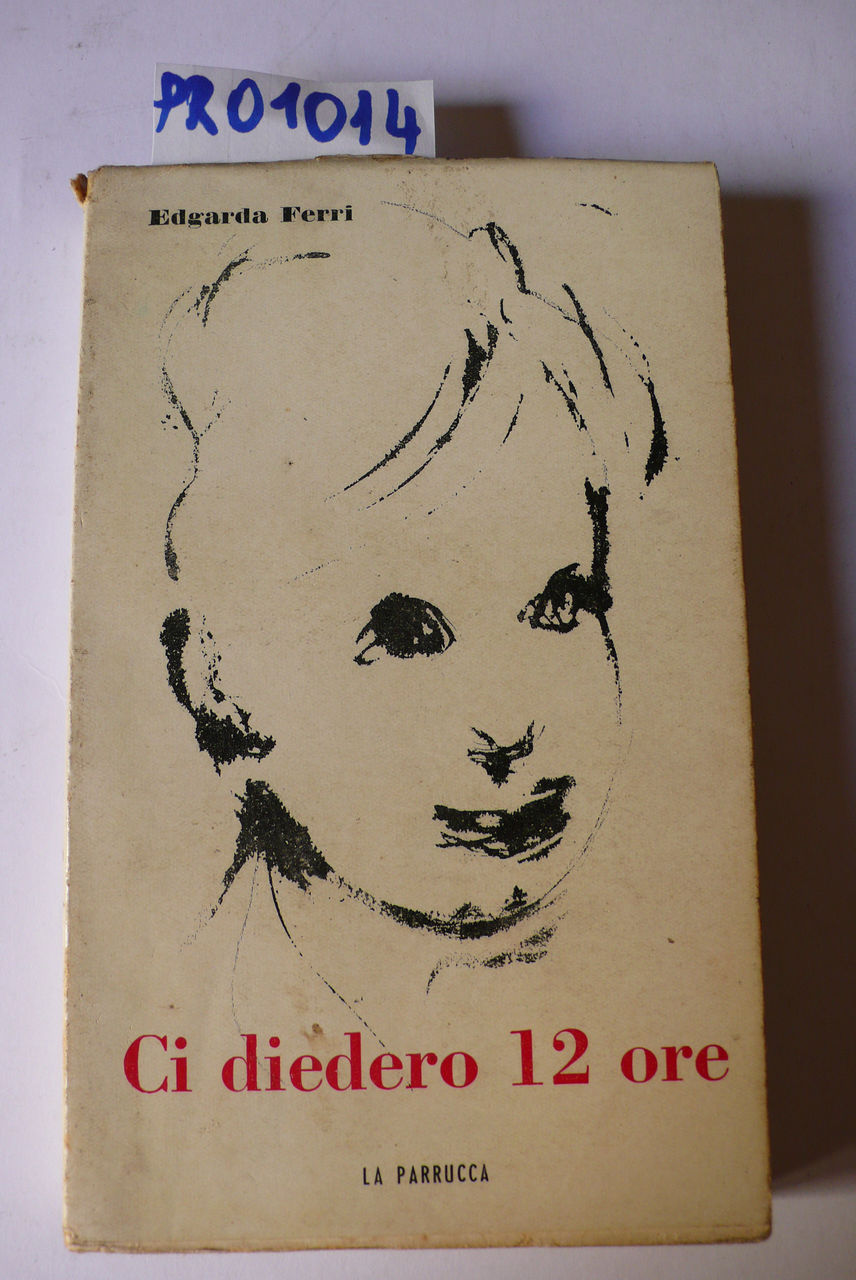 PR01014
Edgarda Ferri
Ci diedero 12 ore
LA PARRUCCA